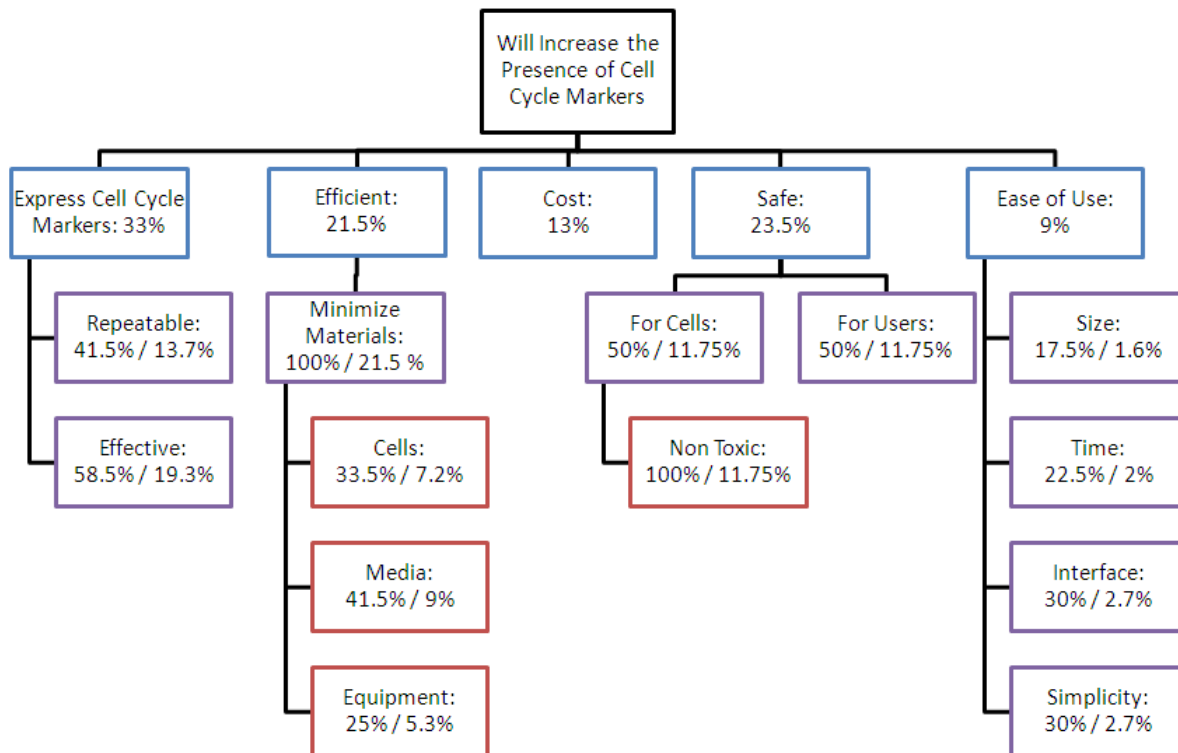 Will Increase the
Presence of Cell
Cycle Markers
Express Cell Cycle
Markers: 33%
Efficient:
21.5%
Cost:
13%
Safe:
23.5%
Ease of Use:
9%
Repeatable:
41.5% / 13.7%
Minimize
Materials:
100% / 21.5 %
For Cells:
50% / 11.75%
For Users:
50% / 11.75%
Size:
17.5% / 1.6%
Effective:
58.5% / 19.3%
Cells:
33.5% / 7.2%
Non Toxic:
100% / 11.75%
Time:
22.5% / 2%
Media:
41.5% / 9%
Interface:
30% / 2.7%
Equipment:
25% / 5.3%
Simplicity:
30% / 2.7%